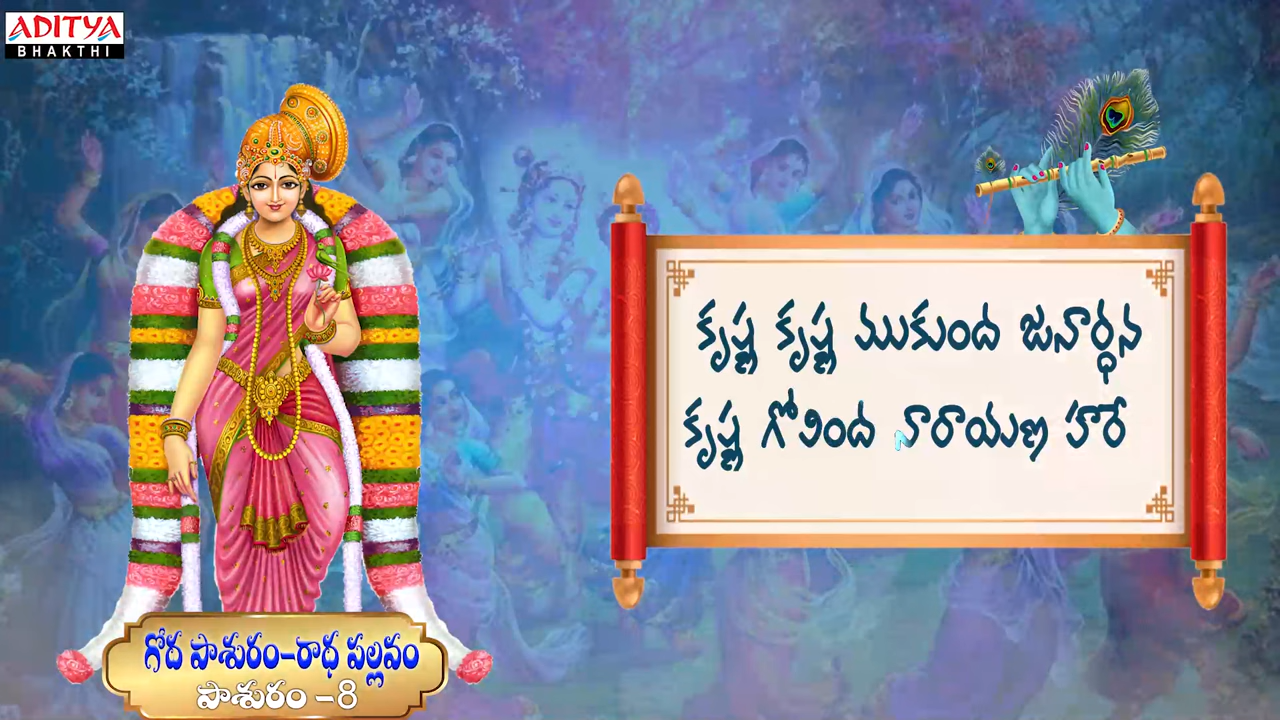 ADITYA
BHAKTHI
కృష్ణ కృష్ణ ముకుంద జనార్ధన
కృష్ణ గోవింద నారాయణ హరే
గోద పాశురం-రాధ పల్లవం
పాశురం -8